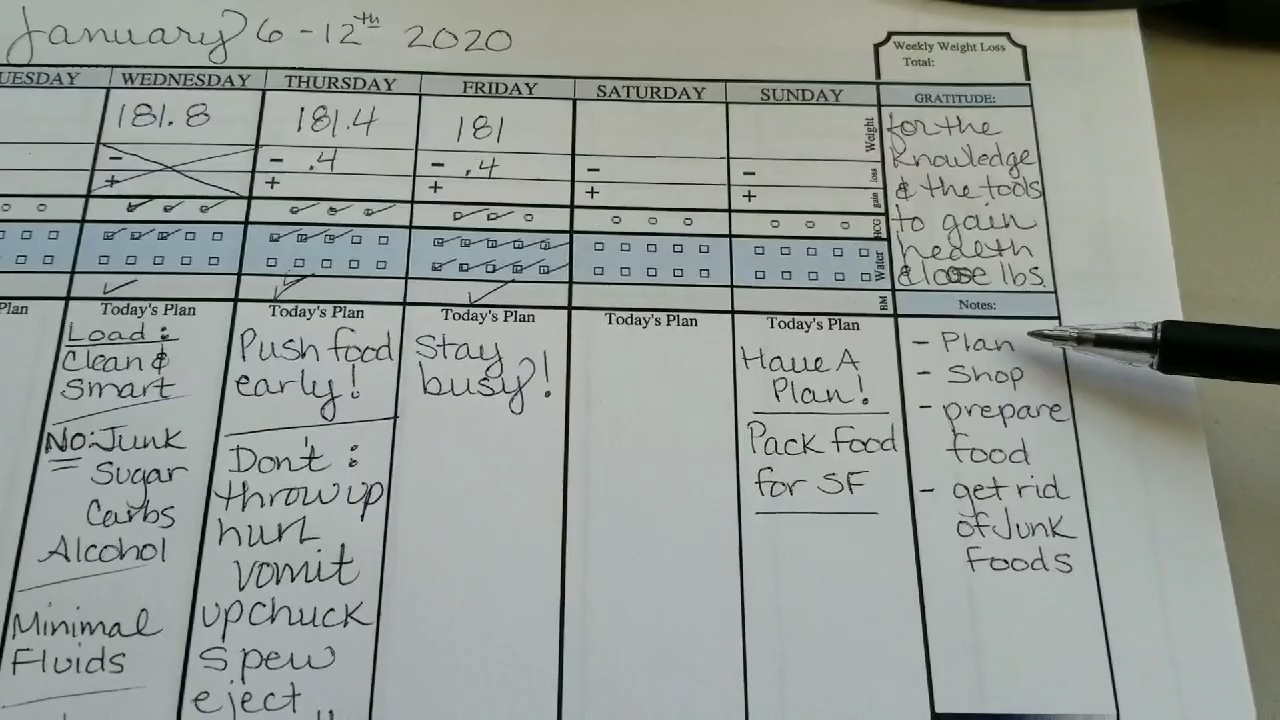 January 6-12th 2020
Weekly Weight Loss
Total:
UESDAY WEDNESDAY THURSDAY FRIDAY SATURDAY SUNDAY GRATITUDE:
181.8 181.4 181 Weight
- - .4 - .4 - - loss
+ + + + + gain
HCG
Water
BM
for the
Knowledge
& the tools
to gain
health
& loose lbs.
Notes:
- Plan
- Shop
- prepare
food
- get rid
of Junk
Foods
Plan
Today's Plan
Load:
Clean &
Smart
No: Junk
Sugar
Carbs
Alcohol
Minimal
Fluids
Today's Plan
Push food
early!
Don't:
throw up
hurl
vomit
upchuck
spew
eject
Today's Plan
Stay
busy!
Today's Plan
Today's Plan
Have A
Plan!
Pack Food
for SF